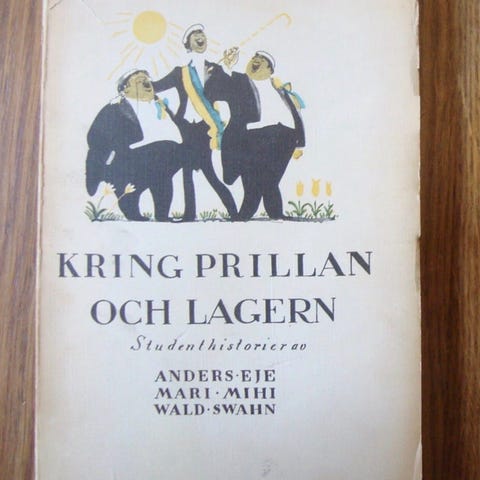 KRING PRILLAN
OCH LAGERN
Studenthistorier av
ANDERS·EJE
MARI·MIHI
WALD·SWAHN